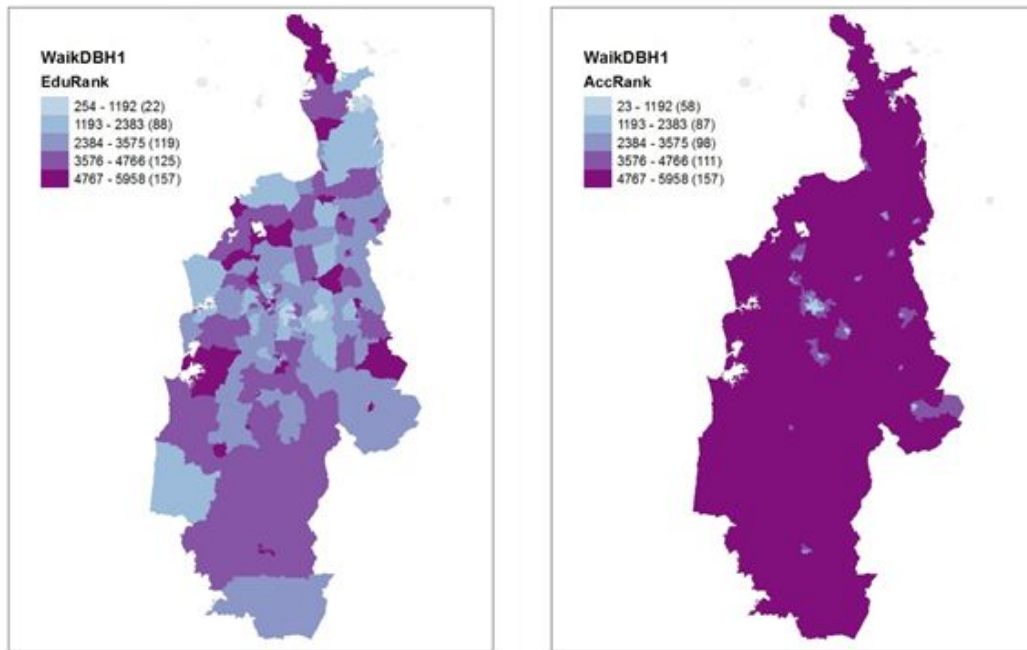 WaikDBH1
EduRank
254 - 1192 (22)
1193 - 2383 (88)
2384 - 3575 (119)
3576 - 4766 (125)
4767 - 5958 (157)
WaikDBH1
AccRank
23 - 1192 (58)
1193 - 2383 (87)
2384 - 3575 (98)
3576 - 4766 (111)
4767 - 5958 (157)